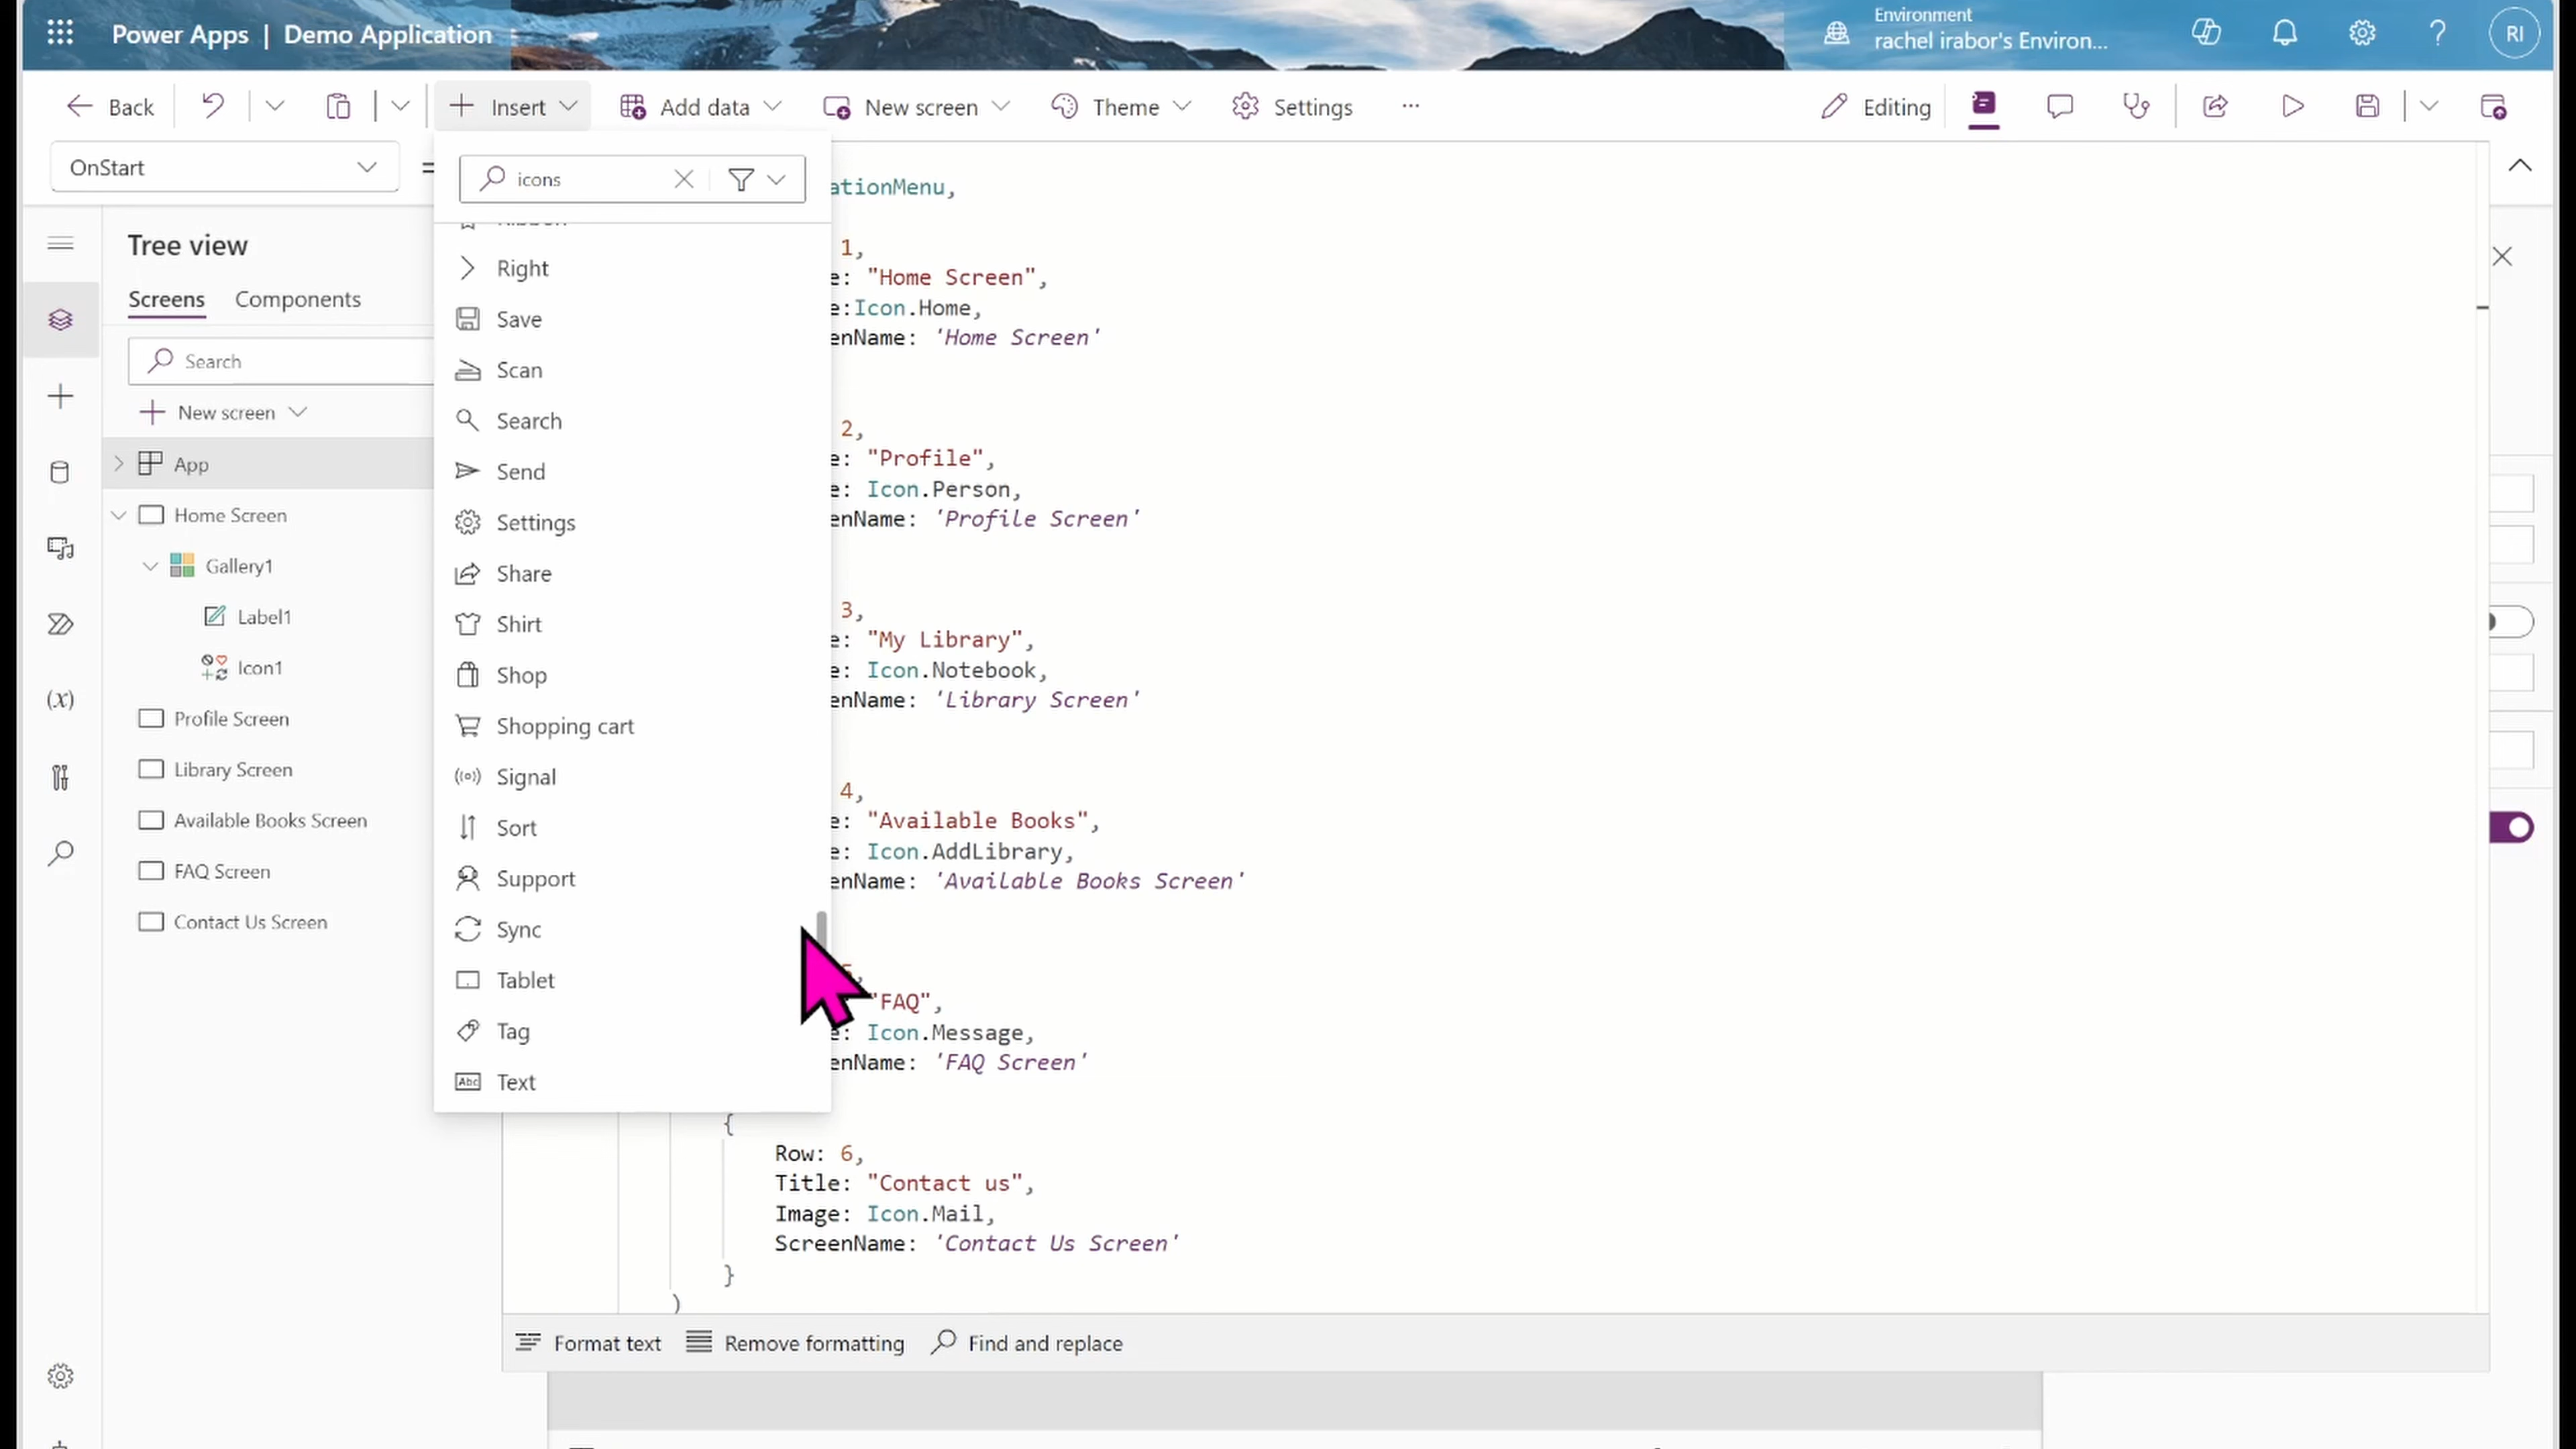 Power Apps | Demo Application
Environment
rachel irabor's Environ...
RI
Back
Insert
Add data
New screen
Theme
Settings
...
Editing
OnStart
=
icons
Tree view
Screens
Components
Search
New screen
App
Home Screen
Gallery1
Label1
Icon1
Profile Screen
Library Screen
Available Books Screen
FAQ Screen
Contact Us Screen
Right
Save
Scan
Search
Send
Settings
Share
Shirt
Shop
Shopping cart
Signal
Sort
Support
Sync
Tablet
Tag
Abc Text
ationMenu,
1,
e: "Home Screen",
e:Icon.Home,
enName: 'Home Screen'
2,
e: "Profile",
e: Icon.Person,
enName: 'Profile Screen'
3,
e: "My Library",
e: Icon.Notebook,
enName: 'Library Screen'
4,
e: "Available Books",
e: Icon.AddLibrary,
enName: 'Available Books Screen'
"FAQ",
e: Icon.Message,
enName: 'FAQ Screen'
{
Row: 6,
Title: "Contact us",
Image: Icon.Mail,
ScreenName: 'Contact Us Screen'
}
)
Format text
Remove formatting
Find and replace